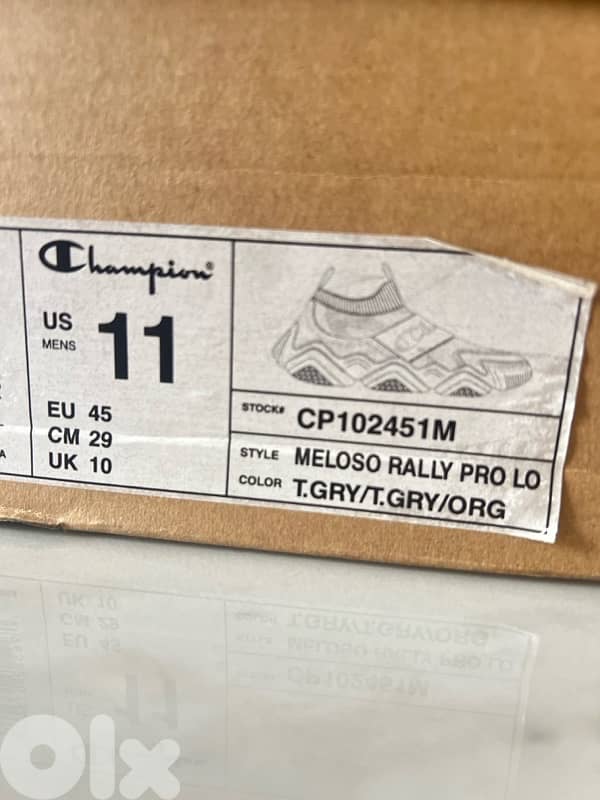 Champion
US
MENS
11
EU 45
CM 29
UK 10
STOCK# CP102451M
STYLE MELOSO RALLY PRO LO
COLOR T.GRY/T.GRY/ORG
Olx